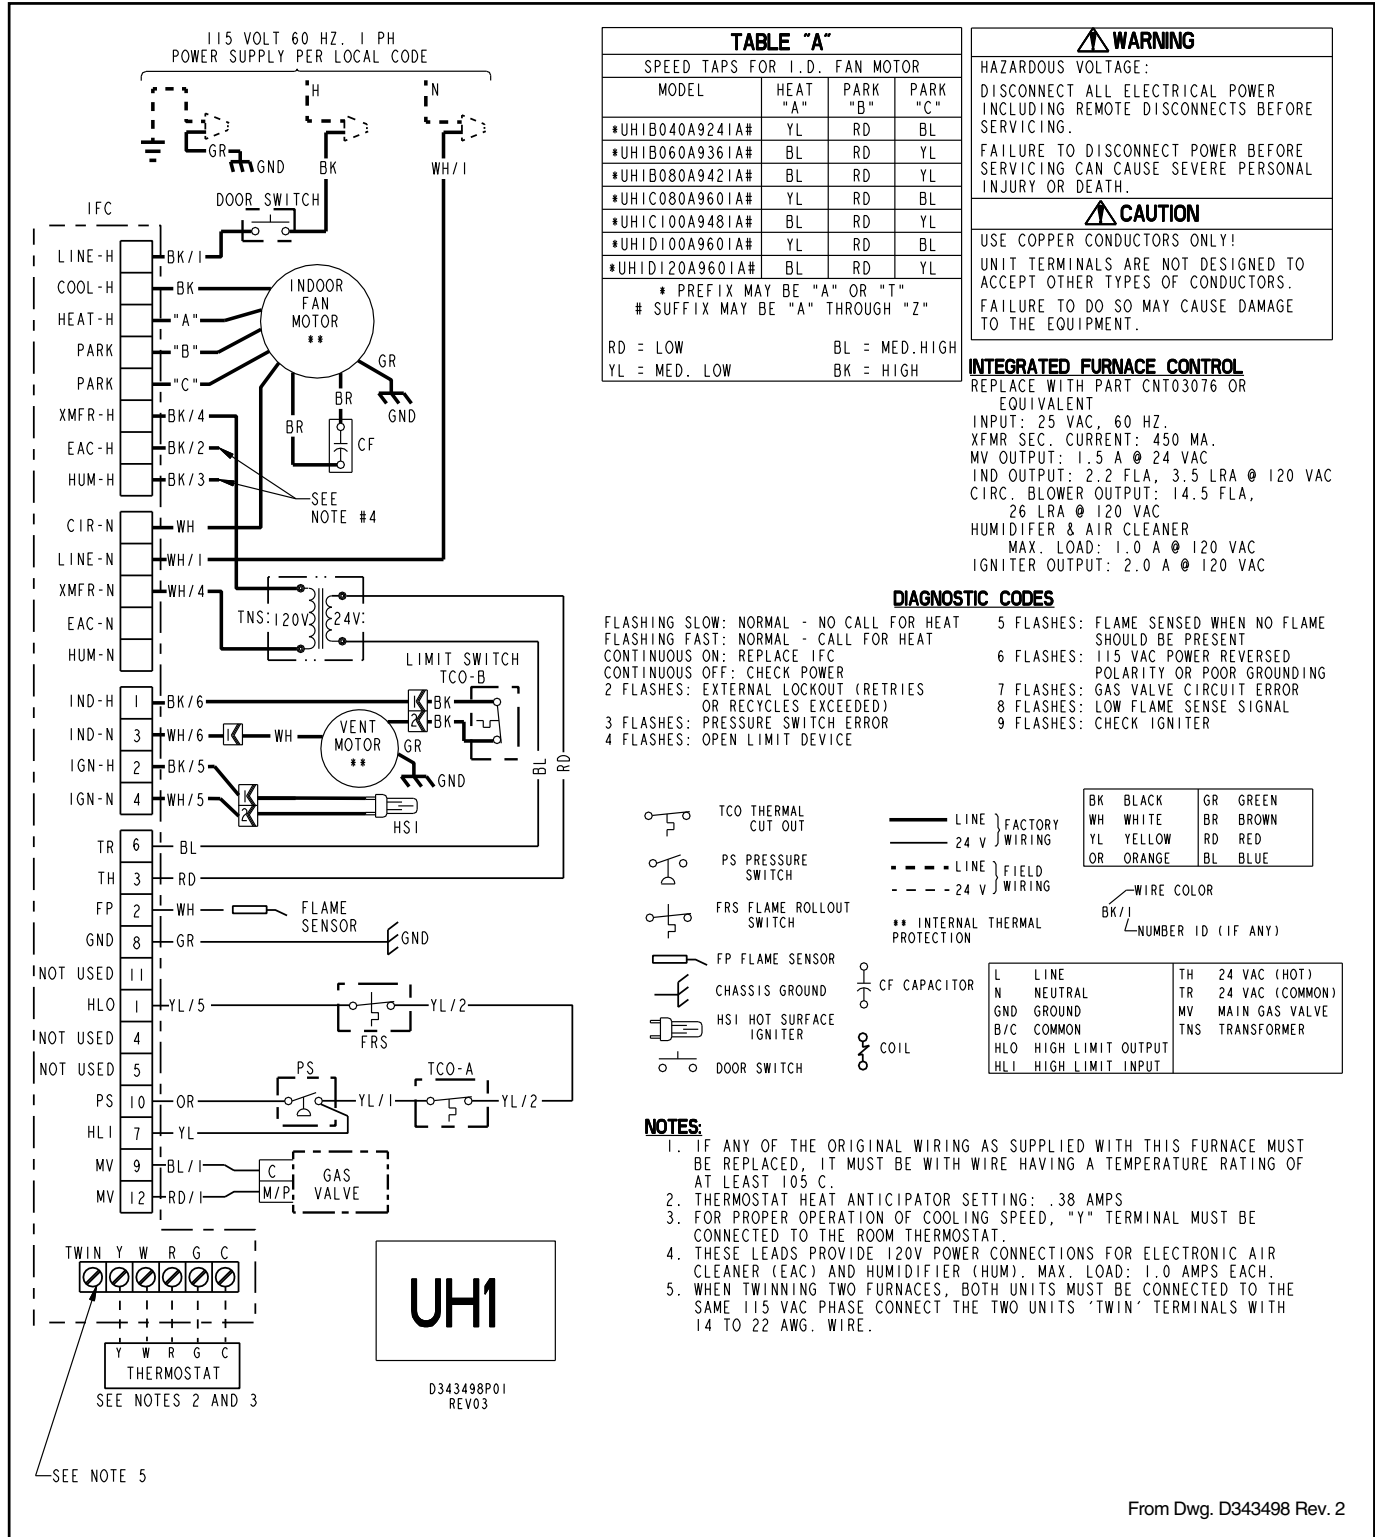 115 VOLT 60 HZ. 1 PH
POWER SUPPLY PER LOCAL CODE
H
N
GR
GND
BK
WH/1
DOOR SWITCH
IFC
LINE-H BK/1
COOL-H BK
HEAT-H "A"
PARK "B"
PARK "C"
XMFR-H BK/4
EAC-H BK/2
HUM-H BK/3
INDOOR
FAN
MOTOR
**
GR
GND
BR
BR
CF
SEE
NOTE #4
CIR-N WH
LINE-N WH/1
XMFR-N WH/4
EAC-N
HUM-N
TNS: 120V 24V
LIMIT SWITCH
TCO-B
IND-H 1 BK/6
1 BK
2 BK
IND-N 3 WH/6 1 WH
VENT
MOTOR
**
GR
GND
IGN-H 2 BK/5
IGN-N 4 WH/5
1
2
HSI
BL
RD
TR 6 BL
TH 3 RD
FP 2 WH FLAME
SENSOR
GND 8 GR GND
NOT USED 11
HLO 1 YL/5 YL/2
FRS
NOT USED 4
NOT USED 5
PS TCO-A
PS 10 OR YL/1 YL/2
HLI 7 YL
MV 9 BL/1 C
MV 12 RD/1 M/P
GAS
VALVE
TWIN Y W R G C
Y W R G C
THERMOSTAT
SEE NOTES 2 AND 3
SEE NOTE 5
UH1
D343498P01
REV03
TABLE "A"
SPEED TAPS FOR I.D. FAN MOTOR
MODEL HEAT "A" PARK "B" PARK "C"
*UH1B040A9241A# YL RD BL
*UH1B060A9361A# BL RD YL
*UH1B080A9421A# BL RD YL
*UH1C080A9601A# YL RD BL
*UH1C100A9481A# BL RD YL
*UH1D100A9601A# YL RD BL
*UH1D120A9601A# BL RD YL
* PREFIX MAY BE "A" OR "T"
# SUFFIX MAY BE "A" THROUGH "Z"
RD = LOW BL = MED.HIGH
YL = MED. LOW BK = HIGH
WARNING
HAZARDOUS VOLTAGE:
DISCONNECT ALL ELECTRICAL POWER
INCLUDING REMOTE DISCONNECTS BEFORE
SERVICING.
FAILURE TO DISCONNECT POWER BEFORE
SERVICING CAN CAUSE SEVERE PERSONAL
INJURY OR DEATH.
CAUTION
USE COPPER CONDUCTORS ONLY!
UNIT TERMINALS ARE NOT DESIGNED TO
ACCEPT OTHER TYPES OF CONDUCTORS.
FAILURE TO DO SO MAY CAUSE DAMAGE
TO THE EQUIPMENT.
INTEGRATED FURNACE CONTROL
REPLACE WITH PART CNT03076 OR
EQUIVALENT
INPUT: 25 VAC, 60 HZ.
XFMR SEC. CURRENT: 450 MA.
MV OUTPUT: 1.5 A @ 24 VAC
IND OUTPUT: 2.2 FLA, 3.5 LRA @ 120 VAC
CIRC. BLOWER OUTPUT: 14.5 FLA,
26 LRA @ 120 VAC
HUMIDIFER & AIR CLEANER
MAX. LOAD: 1.0 A @ 120 VAC
IGNITER OUTPUT: 2.0 A @ 120 VAC
DIAGNOSTIC CODES
FLASHING SLOW: NORMAL - NO CALL FOR HEAT
FLASHING FAST: NORMAL - CALL FOR HEAT
CONTINUOUS ON: REPLACE IFC
CONTINUOUS OFF: CHECK POWER
2 FLASHES: EXTERNAL LOCKOUT (RETRIES
OR RECYCLES EXCEEDED)
3 FLASHES: PRESSURE SWITCH ERROR
4 FLASHES: OPEN LIMIT DEVICE
5 FLASHES: FLAME SENSED WHEN NO FLAME
SHOULD BE PRESENT
6 FLASHES: 115 VAC POWER REVERSED
POLARITY OR POOR GROUNDING
7 FLASHES: GAS VALVE CIRCUIT ERROR
8 FLASHES: LOW FLAME SENSE SIGNAL
9 FLASHES: CHECK IGNITER
TCO THERMAL
CUT OUT
PS PRESSURE
SWITCH
FRS FLAME ROLLOUT
SWITCH
FP FLAME SENSOR
CHASSIS GROUND
HSI HOT SURFACE
IGNITER
DOOR SWITCH
LINE
24 V
FACTORY
WIRING
LINE
24 V
FIELD
WIRING
** INTERNAL THERMAL
PROTECTION
CF CAPACITOR
COIL
BK BLACK GR GREEN
WH WHITE BR BROWN
YL YELLOW RD RED
OR ORANGE BL BLUE
WIRE COLOR
BK/1
NUMBER ID (IF ANY)
L LINE TH 24 VAC (HOT)
N NEUTRAL TR 24 VAC (COMMON)
GND GROUND MV MAIN GAS VALVE
B/C COMMON TNS TRANSFORMER
HLO HIGH LIMIT OUTPUT
HLI HIGH LIMIT INPUT
NOTES:
1. IF ANY OF THE ORIGINAL WIRING AS SUPPLIED WITH THIS FURNACE MUST
BE REPLACED, IT MUST BE WITH WIRE HAVING A TEMPERATURE RATING OF
AT LEAST 105 C.
2. THERMOSTAT HEAT ANTICIPATOR SETTING: .38 AMPS
3. FOR PROPER OPERATION OF COOLING SPEED, "Y" TERMINAL MUST BE
CONNECTED TO THE ROOM THERMOSTAT.
4. THESE LEADS PROVIDE 120V POWER CONNECTIONS FOR ELECTRONIC AIR
CLEANER (EAC) AND HUMIDIFIER (HUM). MAX. LOAD: 1.0 AMPS EACH.
5. WHEN TWINNING TWO FURNACES, BOTH UNITS MUST BE CONNECTED TO THE
SAME 115 VAC PHASE CONNECT THE TWO UNITS 'TWIN' TERMINALS WITH
14 TO 22 AWG. WIRE.
From Dwg. D343498 Rev. 2